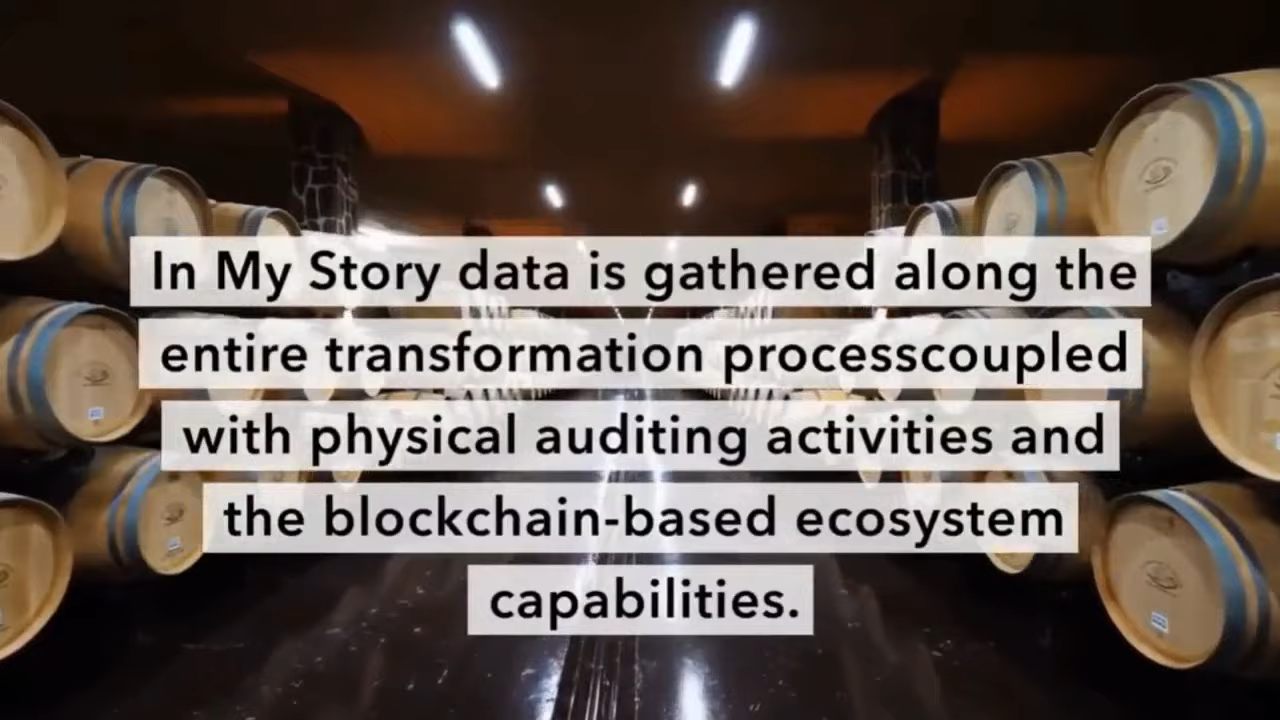 In My Story data is gathered along the
entire transformation processcoupled
with physical auditing activities and
the blockchain-based ecosystem
capabilities.